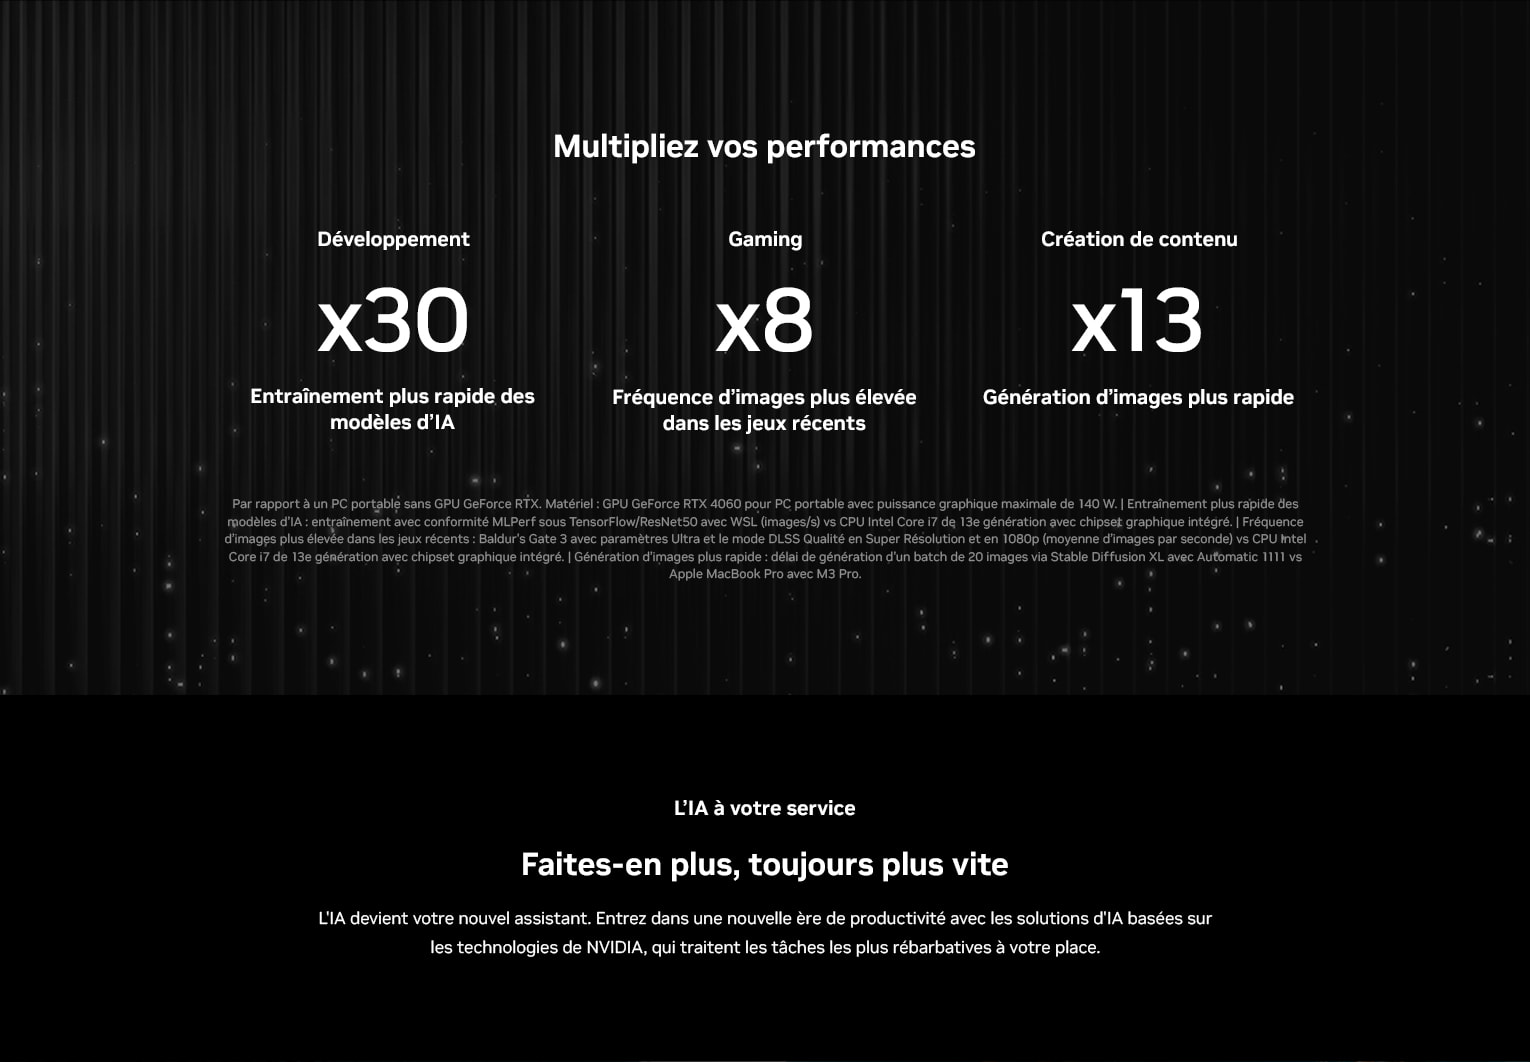 Multipliez vos performances
Développement
x30
Entraînement plus rapide des
modèles d’IA
Gaming
x8
Fréquence d’images plus élevée
dans les jeux récents
Création de contenu
x13
Génération d’images plus rapide
Par rapport à un PC portable sans GPU GeForce RTX. Matériel : GPU GeForce RTX 4060 pour PC portable avec puissance graphique maximale de 140 W. | Entraînement plus rapide des
modèles d’IA : entraînement avec conformité MLPerf sous TensorFlow/ResNet50 avec WSL (images/s) vs CPU Intel Core i7 de 13e génération avec chipset graphique intégré. | Fréquence
d’images plus élevée dans les jeux récents : Baldur’s Gate 3 avec paramètres Ultra et le mode DLSS Qualité en Super Résolution et en 1080p (moyenne d’images par seconde) vs CPU Intel
Core i7 de 13e génération avec chipset graphique intégré. | Génération d’images plus rapide : délai de génération d’un batch de 20 images via Stable Diffusion XL avec Automatic 1111 vs
Apple MacBook Pro avec M3 Pro.
L’IA à votre service
Faites-en plus, toujours plus vite
L'IA devient votre nouvel assistant. Entrez dans une nouvelle ère de productivité avec les solutions d'IA basées sur
les technologies de NVIDIA, qui traitent les tâches les plus rébarbatives à votre place.